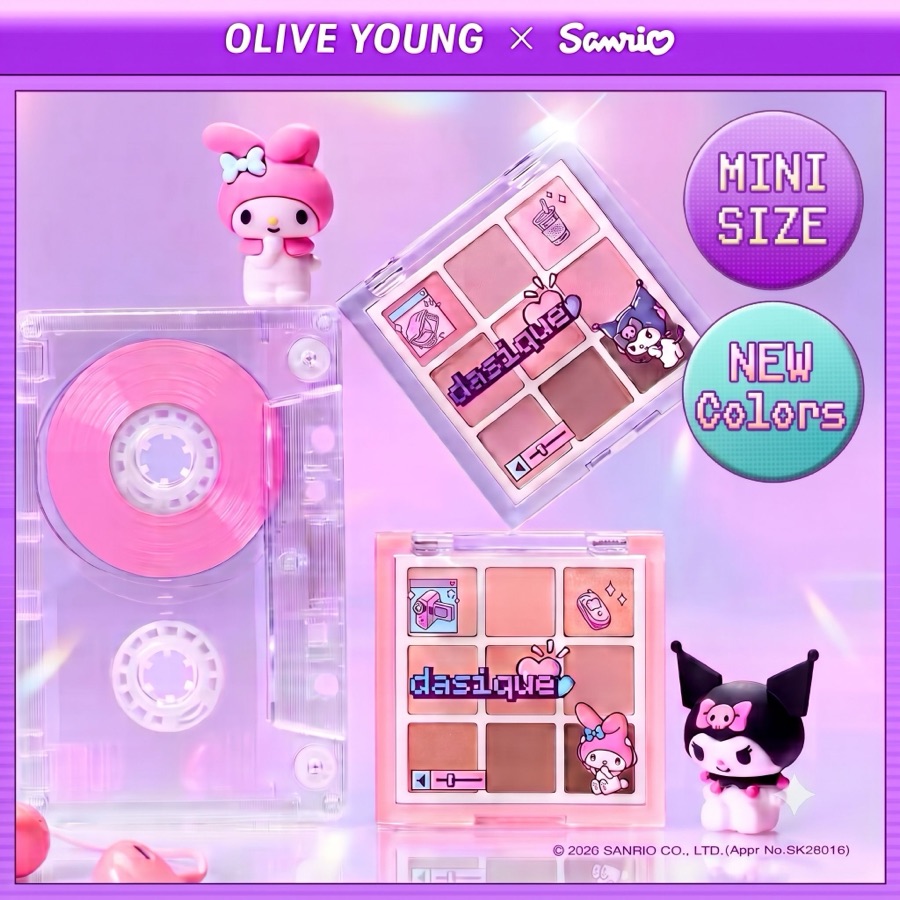 OLIVE YOUNG × Sanrio
MINI
SIZE
NEW
Colors
dasique
dasique
© 2026 SANRIO CO., LTD.(Appr No.SK28016)